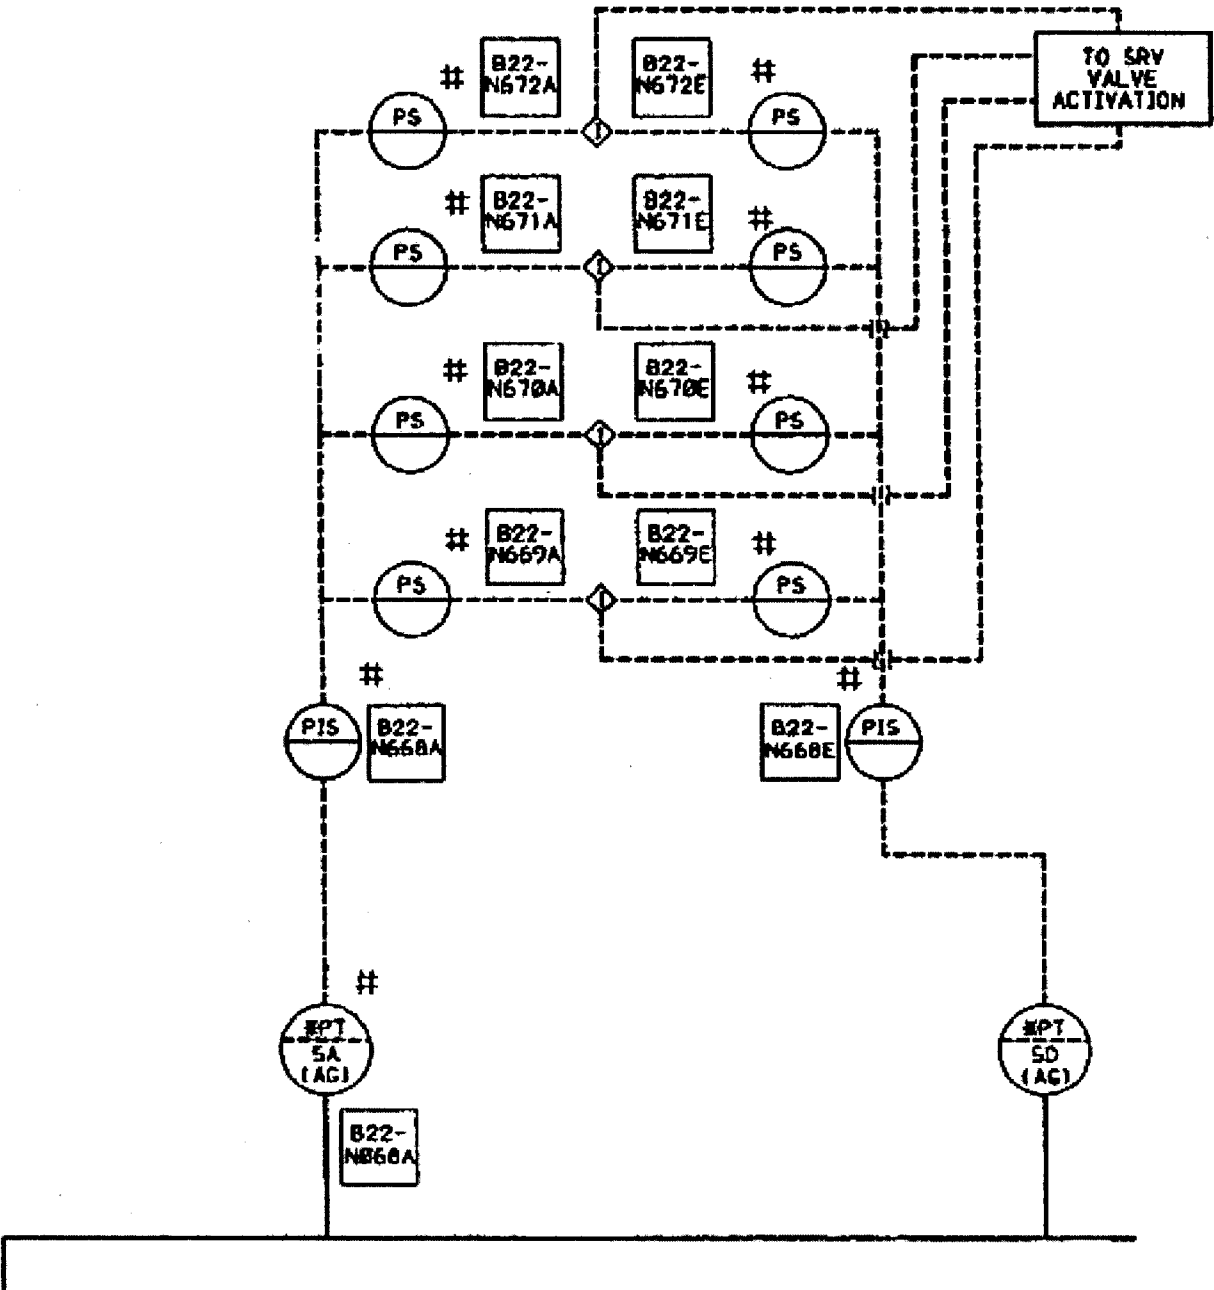 TO SRV
VALVE
ACTIVATION
#
B22-
N672A
B22-
N672E
#
PS
I
PS
#
B22-
N671A
B22-
N671E
#
PS
I
PS
#
B22-
N670A
B22-
N670E
#
PS
I
PS
#
B22-
N669A
B22-
N669E
#
PS
I
PS
#
#
PIS
B22-
N668A
B22-
N668E
PIS
#
PT
SA
(AG)
PT
SD
(AG)
B22-
N068A